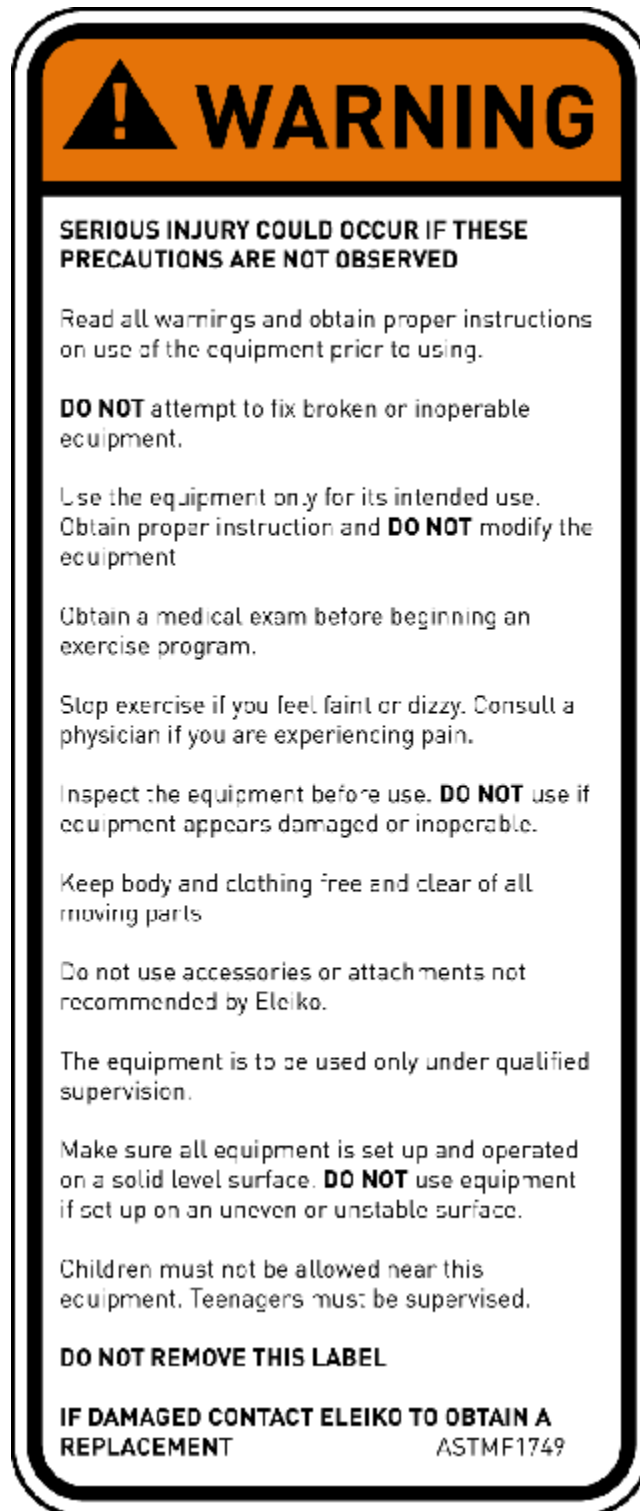 WARNING
SERIOUS INJURY COULD OCCUR IF THESE
PRECAUTIONS ARE NOT OBSERVED
Read all warnings and obtain proper instructions
on use of the equipment prior to using.
DO NOT attempt to fix broken or inoperable
equipment.
Use the equipment only for its intended use.
Obtain proper instruction and DO NOT modify the
equipment
Obtain a medical exam before beginning an
exercise program.
Stop exercise if you feel faint or dizzy. Consult a
physician if you are experiencing pain.
Inspect the equipment before use. DO NOT use if
equipment appears damaged or inoperable.
Keep body and clothing free and clear of all
moving parts
Do not use accessories or attachments not
recommended by Eleiko.
The equipment is to be used only under qualified
supervision.
Make sure all equipment is set up and operated
on a solid level surface. DO NOT use equipment
if set up on an uneven or unstable surface.
Children must not be allowed near this
equipment. Teenagers must be supervised.
DO NOT REMOVE THIS LABEL
IF DAMAGED CONTACT ELEIKO TO OBTAIN A
REPLACEMENT ASTMF1749